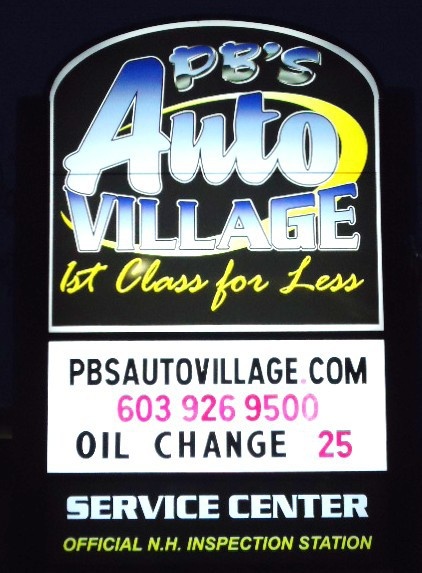 PB'S
Auto
VILLAGE
1st Class for Less
PBSAUTOVILLAGE.COM
603 926 9500
OIL CHANGE 25
SERVICE CENTER
OFFICIAL N.H. INSPECTION STATION